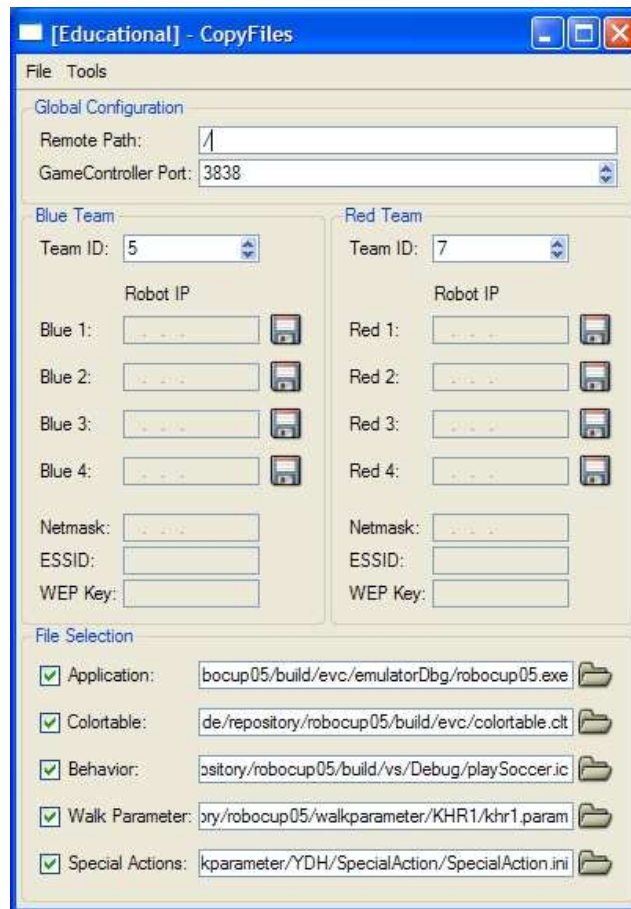 [Educational] - CopyFiles
File Tools
Global Configuration
Remote Path: /
GameController Port: 3838
Blue Team
Team ID: 5
Robot IP
Blue 1: . . .
Blue 2: . . .
Blue 3: . . .
Blue 4: . . .
Netmask: . . .
ESSID:
WEP Key:
Red Team
Team ID: 7
Robot IP
Red 1: . . .
Red 2: . . .
Red 3: . . .
Red 4: . . .
Netmask: . . .
ESSID:
WEP Key:
File Selection
Application: bocup05/build/evc/emulatorDbg/robocup05.exe
Colortable: de/repository/robocup05/build/evc/colortable.clt
Behavior: ository/robocup05/build/vs/Debug/playSoccer.ic
Walk Parameter: ory/robocup05/walkparameter/KHR1/khr1.param
Special Actions: kparameter/YDH/SpecialAction/SpecialAction.ini